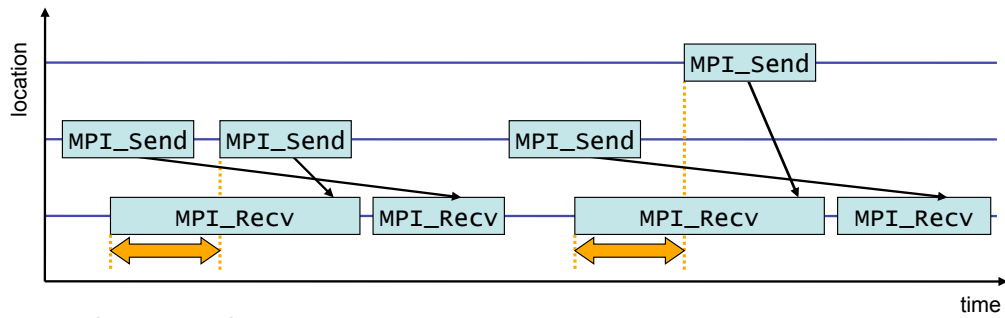 location
MPI_Send
MPI_Send MPI_Send MPI_Send
MPI_Recv MPI_Recv MPI_Recv MPI_Recv
time